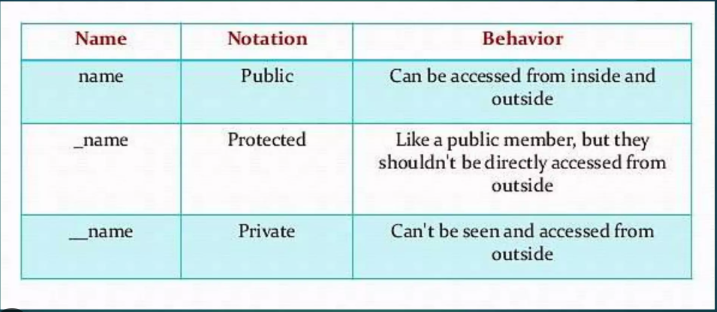 Name Notation Behavior
name Public Can be accessed from inside and
outside
_name Protected Like a public member, but they
shouldn't be directly accessed from
outside
__name Private Can't be seen and accessed from
outside